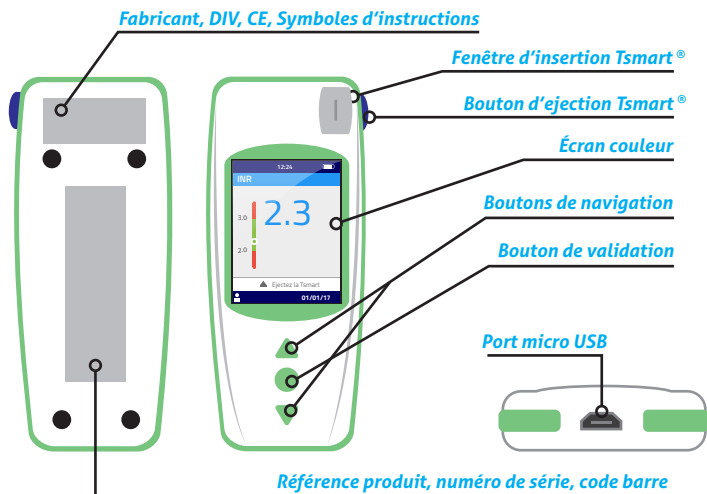 Fabricant, DIV, CE, Symboles d’instructions
Fenêtre d’insertion Tsmart ®
Bouton d’ejection Tsmart ®
Écran couleur
12:24
INR
2.3
3.0
2.0
Ejectez la Tsmart
01/01/17
Boutons de navigation
Bouton de validation
Port micro USB
Référence produit, numéro de série, code barre